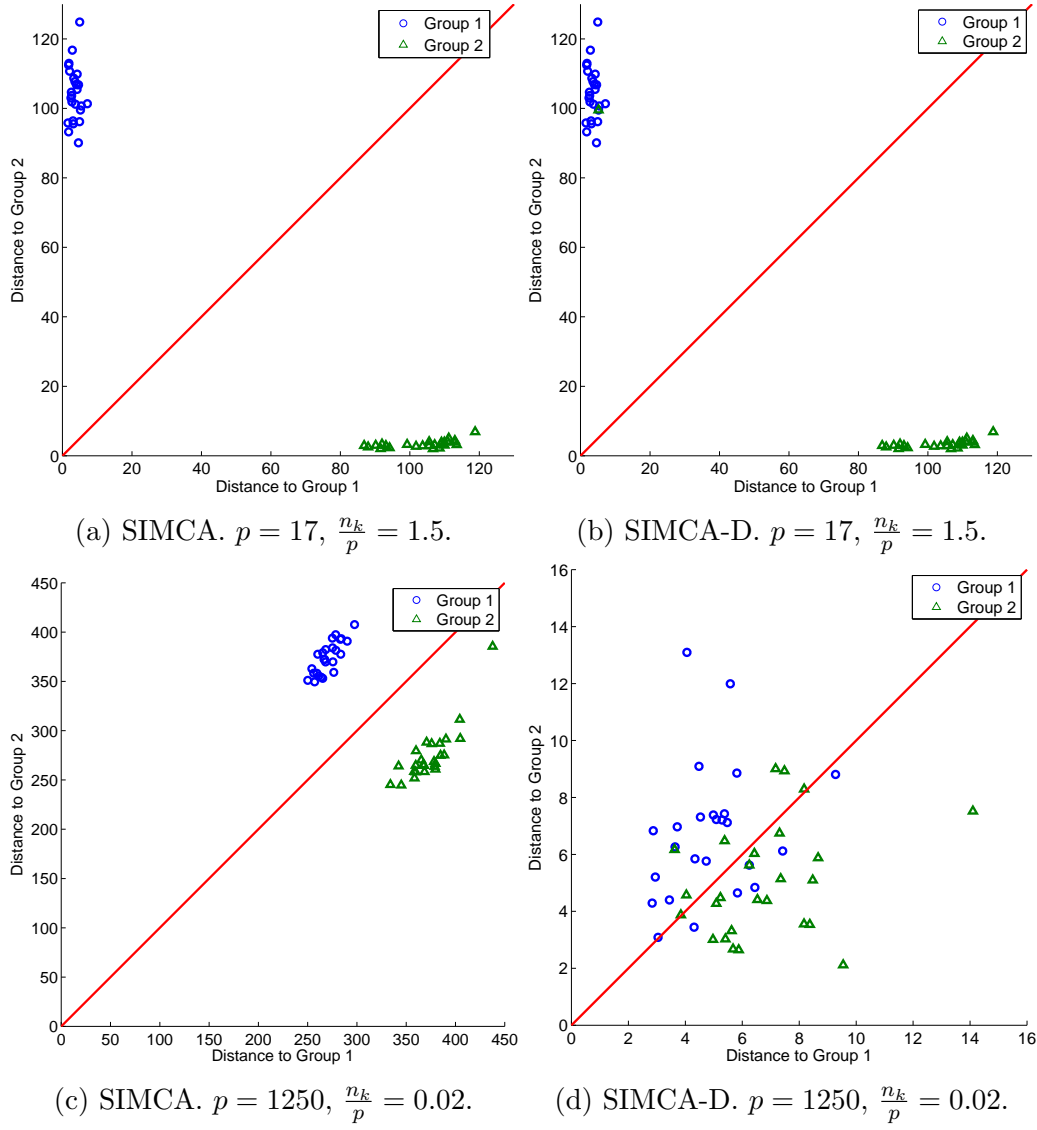 Group 1
Group 2
Distance to Group 2
120
100
80
60
40
20
0
0 20 40 60 80 100 120
Distance to Group 1
(a) SIMCA. p = 17, n_k/p = 1.5.
Group 1
Group 2
Distance to Group 2
120
100
80
60
40
20
0
0 20 40 60 80 100 120
Distance to Group 1
(b) SIMCA-D. p = 17, n_k/p = 1.5.
Group 1
Group 2
Distance to Group 2
450
400
350
300
250
200
150
100
50
0
0 50 100 150 200 250 300 350 400 450
Distance to Group 1
(c) SIMCA. p = 1250, n_k/p = 0.02.
Group 1
Group 2
Distance to Group 2
16
14
12
10
8
6
4
2
0
0 2 4 6 8 10 12 14 16
Distance to Group 1
(d) SIMCA-D. p = 1250, n_k/p = 0.02.